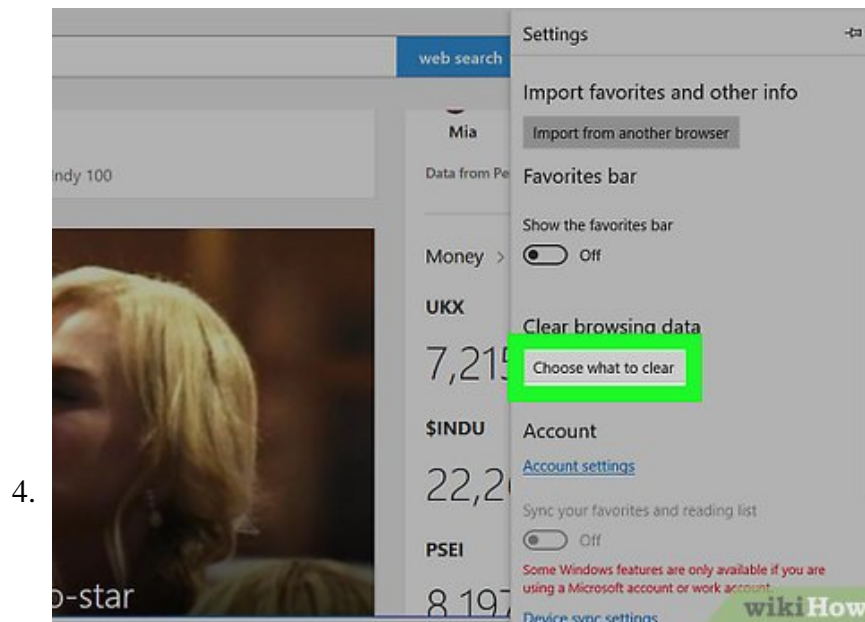 Settings
web search
Import favorites and other info
Mia
Import from another browser
Indy 100
Data from Pe
Favorites bar
Show the favorites bar
Money >
Off
UKX
Clear browsing data
7,215
Choose what to clear
$INDU
Account
Account settings
22,2
4.
Sync your favorites and reading list
Off
PSEI
Some Windows features are only available if you are
using a Microsoft account or work account.
o-star
8,197
Device sync settings
wikiHow